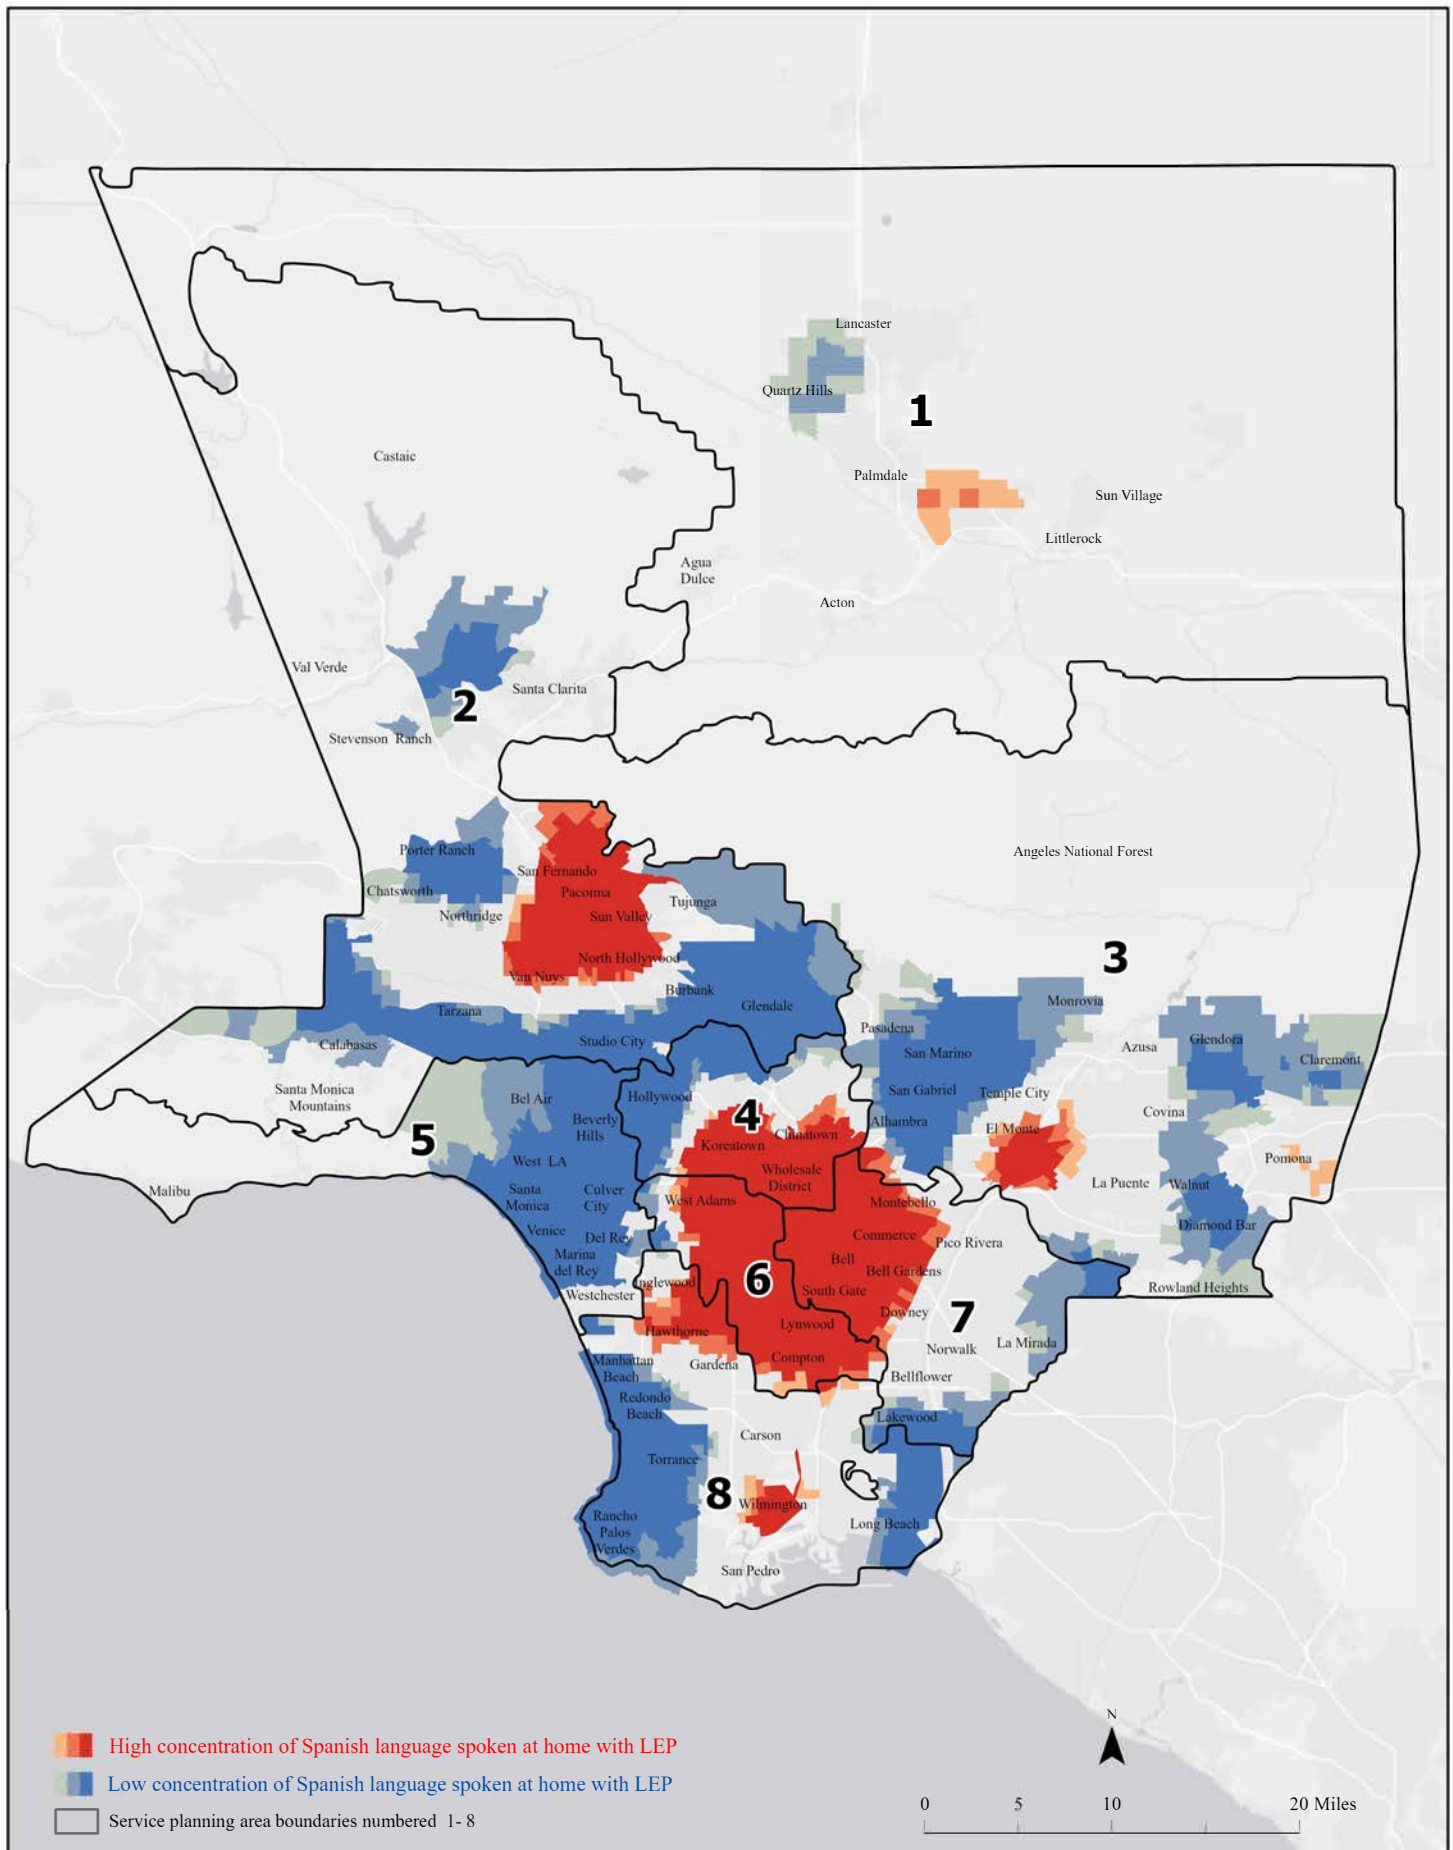 Lancaster
Quartz Hills
1
Castaic
Palmdale
Sun Village
Littlerock
Agua
Dulce
Acton
Val Verde
Santa Clarita
2
Stevenson Ranch
Porter Ranch
Angeles National Forest
San Fernando
Chatsworth
Pacoima
Tujunga
Northridge
Sun Valley
3
North Hollywood
Van Nuys
Burbank
Monrovia
Glendale
Tarzana
Pasadena
Studio City
Glendora
Calabasas
Azusa
San Marino
Claremont
Santa Monica
Mountains
Bel Air
Hollywood
San Gabriel
Temple City
4
Beverly
Hills
Covina
Alhambra
5
Chinatown
El Monte
Koreatown
West LA
Wholesale
District
Pomona
Malibu
La Puente
Walnut
Santa
Monica
Culver
City
West Adams
Montebello
Venice
Del Rey
Commerce
Pico Rivera
Diamond Bar
Marina
del Rey
Bell
Bell Gardens
6
Inglewood
South Gate
Rowland Heights
Westchester
7
Downey
Lynwood
Hawthorne
La Mirada
Norwalk
Manhattan
Beach
Gardena
Compton
Bellflower
Redondo
Beach
Lakewood
Carson
Torrance
8
Wilmington
Rancho
Palos
Verdes
Long Beach
San Pedro
N
High concentration of Spanish language spoken at home with LEP
Low concentration of Spanish language spoken at home with LEP
Service planning area boundaries numbered 1- 8
0 5 10 20 Miles